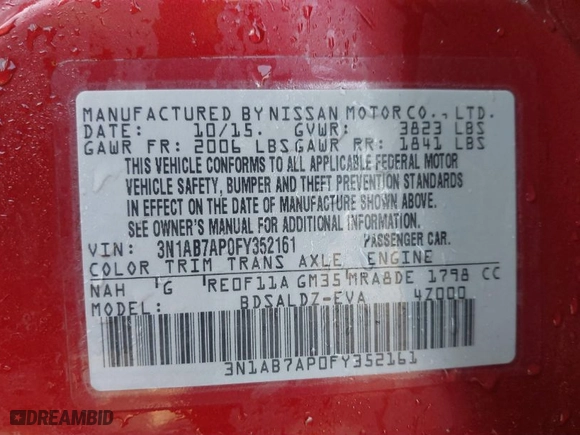 MANUFACTURED BY NISSAN MOTOR CO., LTD.
DATE: 10/15. GVWR: 3823 LBS
GAWR FR: 2006 LBS GAWR RR: 1841 LBS
THIS VEHICLE CONFORMS TO ALL APPLICABLE FEDERAL MOTOR
VEHICLE SAFETY, BUMPER AND THEFT PREVENTION STANDARDS
IN EFFECT ON THE DATE OF MANUFACTURE SHOWN ABOVE.
SEE OWNER'S MANUAL FOR ADDITIONAL INFORMATION.
VIN: 3N1AB7AP0FY352161 PASSENGER CAR.
COLOR TRIM TRANS AXLE ENGINE
NAH G RE0F11A GM35 MRA8DE 1798 CC
MODEL: BDSALDZ-EVA 4Z000
3N1AB7AP0FY352161
DREAMBID